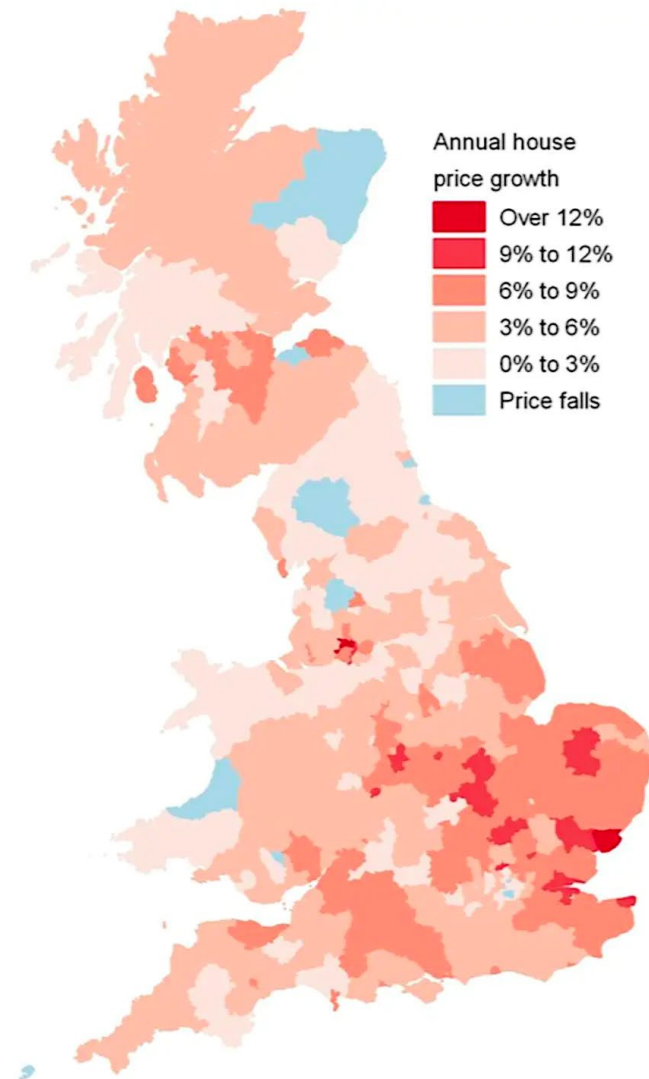 Annual house
price growth
Over 12%
9% to 12%
6% to 9%
3% to 6%
0% to 3%
Price falls